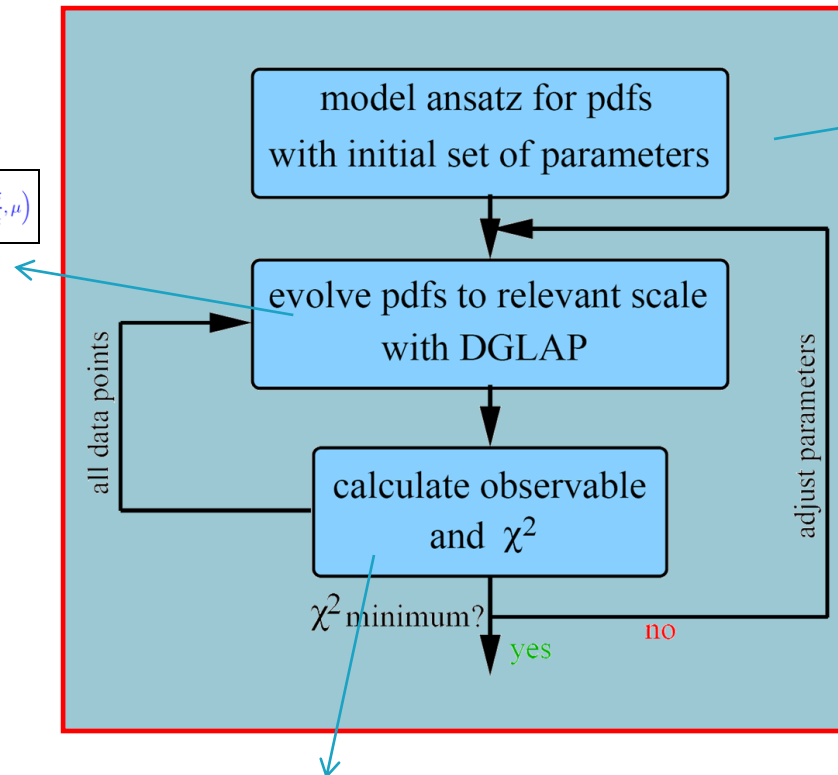 model ansatz for pdfs
with initial set of parameters
, μ)
evolve pdfs to relevant scale
with DGLAP
all data points
adjust parameters
calculate observable
and χ²
χ² minimum?
no
yes